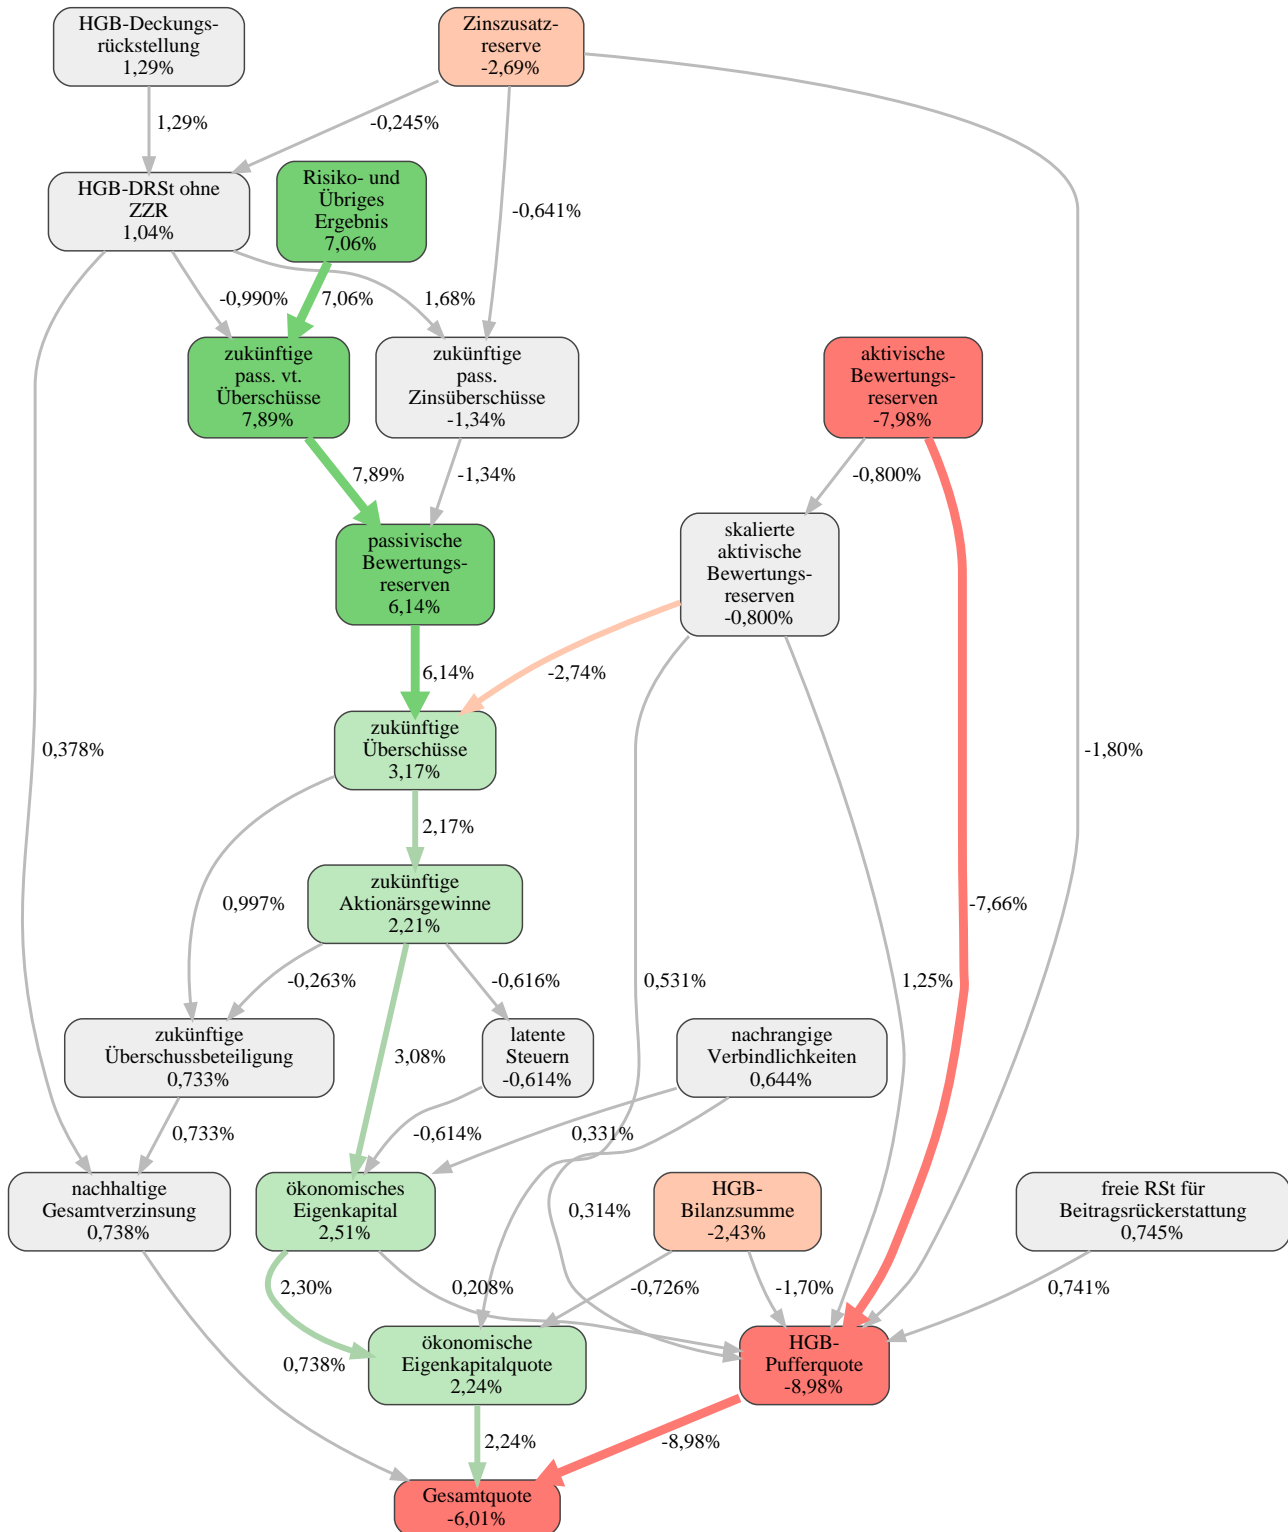 HGB-Deckungs-
rückstellung
1,29%
Zinszusatz-
reserve
-2,69%
1,29%
-0,245%
Risiko- und
Übriges
Ergebnis
7,06%
HGB-DRSt ohne
ZZR
1,04%
-0,641%
-0,990%
7,06%
1,68%
zukünftige
pass. vt.
Überschüsse
7,89%
zukünftige
pass.
Zinsüberschüsse
-1,34%
aktivische
Bewertungs-
reserven
-7,98%
7,89%
-1,34%
-0,800%
passivische
Bewertungs-
reserven
6,14%
skalierte
aktivische
Bewertungs-
reserven
-0,800%
6,14%
-2,74%
zukünftige
Überschüsse
3,17%
0,378%
-1,80%
2,17%
zukünftige
Aktionärsgewinne
2,21%
0,997%
-7,66%
-0,263%
-0,616%
0,531%
1,25%
zukünftige
Überschussbeteiligung
0,733%
3,08%
latente
Steuern
-0,614%
nachrangige
Verbindlichkeiten
0,644%
0,733%
-0,614%
0,331%
nachhaltige
Gesamtverzinsung
0,738%
ökonomisches
Eigenkapital
2,51%
0,314%
HGB-
Bilanzsumme
-2,43%
freie RSt für
Beitragsrückerstattung
0,745%
2,30%
0,208%
-0,726%
-1,70%
0,741%
0,738%
ökonomische
Eigenkapitalquote
2,24%
HGB-
Pufferquote
-8,98%
2,24%
-8,98%
Gesamtquote
-6,01%